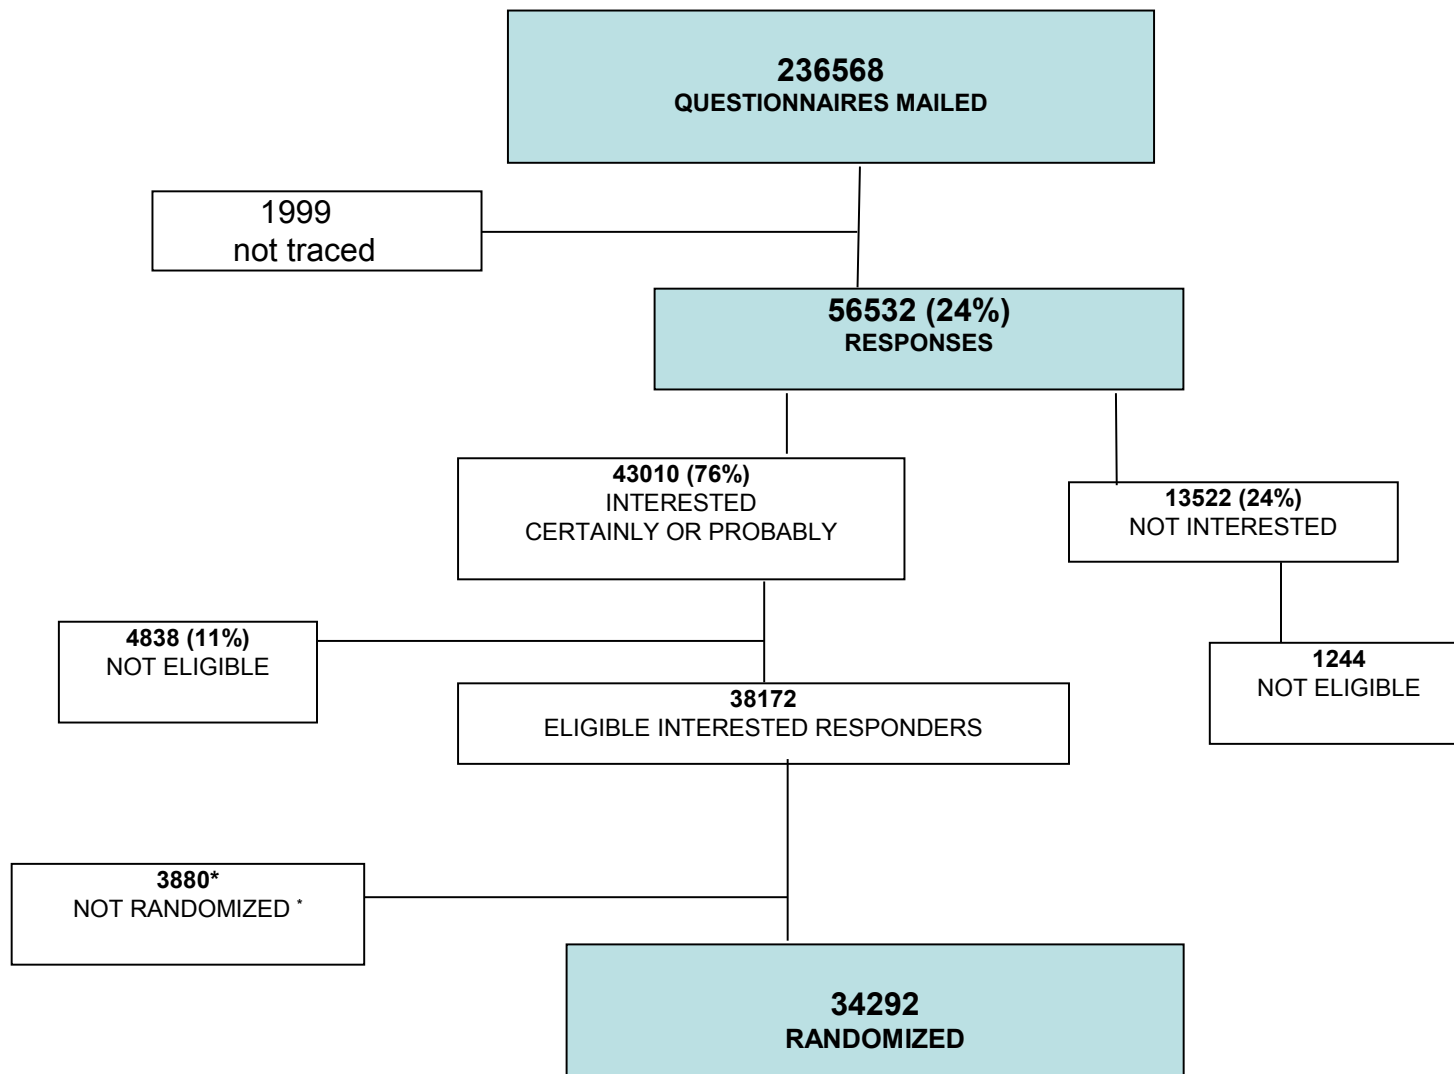 236568
QUESTIONNAIRES MAILED
1999
not traced
56532 (24%)
RESPONSES
43010 (76%)
INTERESTED
CERTAINLY OR PROBABLY
13522 (24%)
NOT INTERESTED
4838 (11%)
NOT ELIGIBLE
1244
NOT ELIGIBLE
38172
ELIGIBLE INTERESTED RESPONDERS
3880*
NOT RANDOMIZED *
34292
RANDOMIZED